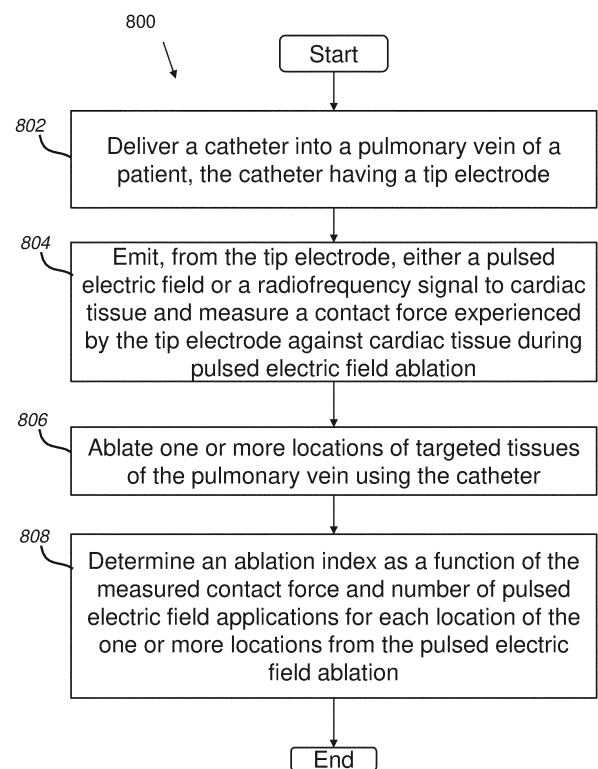 800
Start
802
Deliver a catheter into a pulmonary vein of a
patient, the catheter having a tip electrode
804
Emit, from the tip electrode, either a pulsed
electric field or a radiofrequency signal to cardiac
tissue and measure a contact force experienced
by the tip electrode against cardiac tissue during
pulsed electric field ablation
806
Ablate one or more locations of targeted tissues
of the pulmonary vein using the catheter
808
Determine an ablation index as a function of the
measured contact force and number of pulsed
electric field applications for each location of the
one or more locations from the pulsed electric
field ablation
End